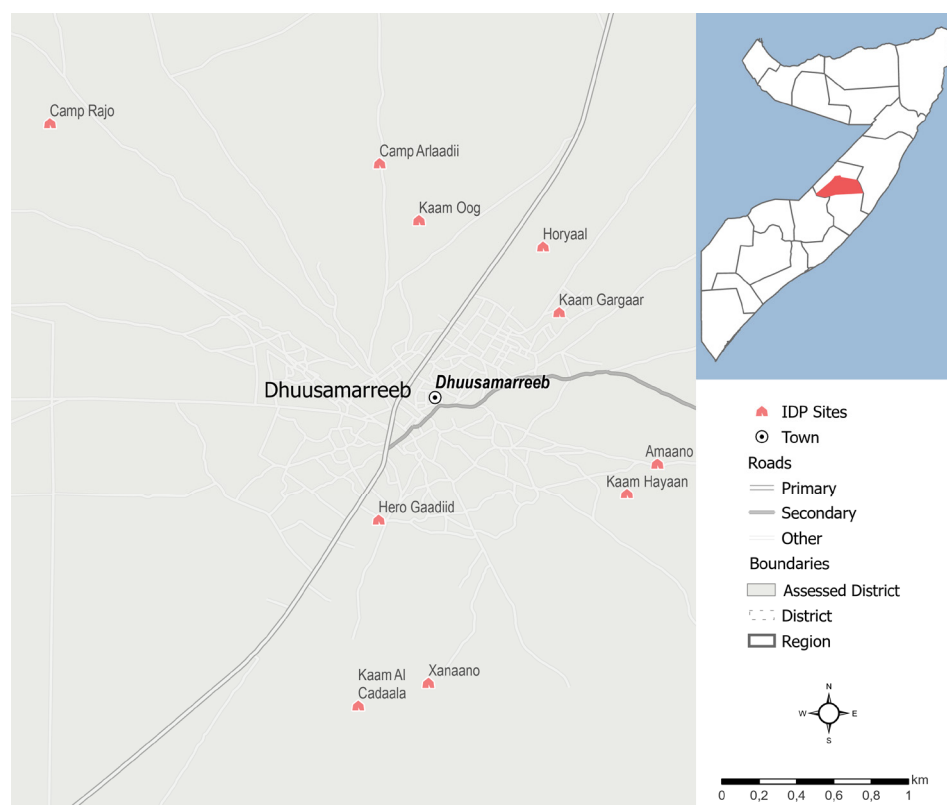 Camp Rajo
Camp Arlaadii
Kaam Oog
Horyaal
Kaam Gargaar
Dhuusamarreeb
Dhuusamarreeb
Amaano
Kaam Hayaan
Hero Gaadiid
Kaam Al
Cadaala
Xanaano
IDP Sites
Town
Roads
Primary
Secondary
Other
Boundaries
Assessed District
District
Region
N
W
E
S
km
0 0,2 0,4 0,6 0,8 1